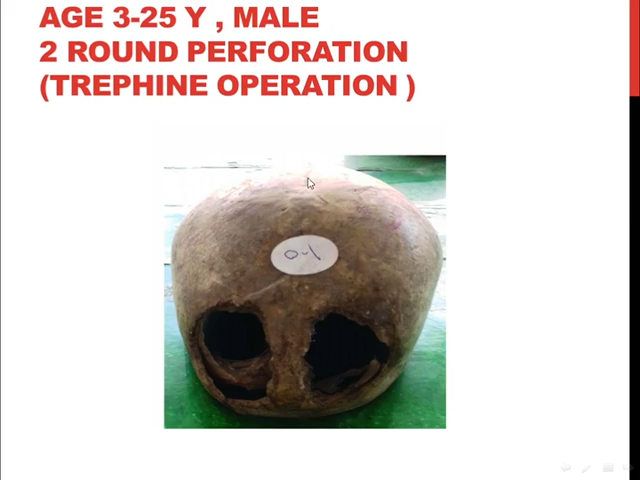 AGE 3-25 Y , MALE
2 ROUND PERFORATION
(TREPHINE OPERATION )